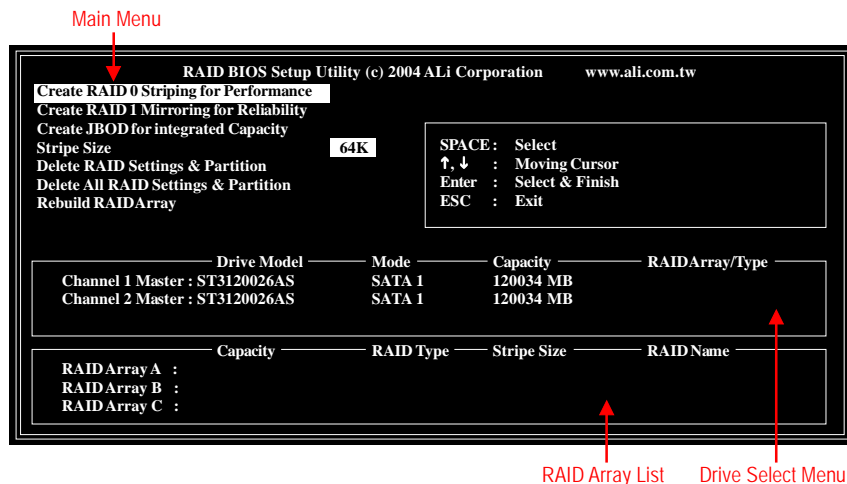 Main Menu
RAID BIOS Setup Utility (c) 2004 ALi Corporation www.ali.com.tw
Create RAID 0 Striping for Performance
Create RAID 1 Mirroring for Reliability
Create JBOD for integrated Capacity
Stripe Size 64K
Delete RAID Settings & Partition
Delete All RAID Settings & Partition
Rebuild RAID Array
SPACE : Select
↑, ↓ : Moving Cursor
Enter : Select & Finish
ESC : Exit
Drive Model Mode Capacity RAID Array/Type
Channel 1 Master : ST3120026AS SATA 1 120034 MB
Channel 2 Master : ST3120026AS SATA 1 120034 MB
Capacity RAID Type Stripe Size RAID Name
RAID Array A :
RAID Array B :
RAID Array C :
RAID Array List Drive Select Menu